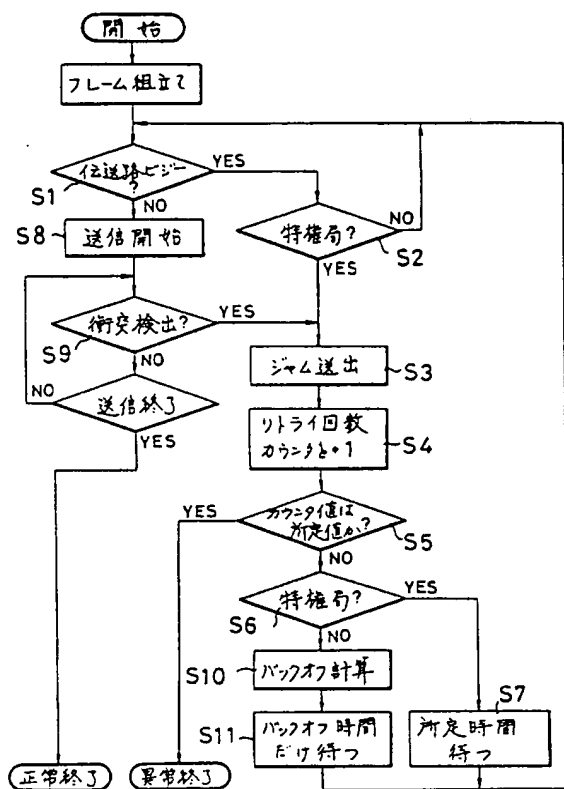 開始
フレーム組立て
伝送路ビジー
?
YES
S1
NO
特権局?
NO
S2
YES
S8
送信開始
衝突検出?
YES
S9
NO
ジャム送出
S3
NO
送信終了
YES
リトライ回数
カウンタを+1
S4
YES
カウンタ値は
所定値か?
S5
NO
特権局?
YES
S6
NO
S10
バックオフ計算
S7
S11
バックオフ時間
だけ待つ
所定時間
待つ
正常終了
異常終了